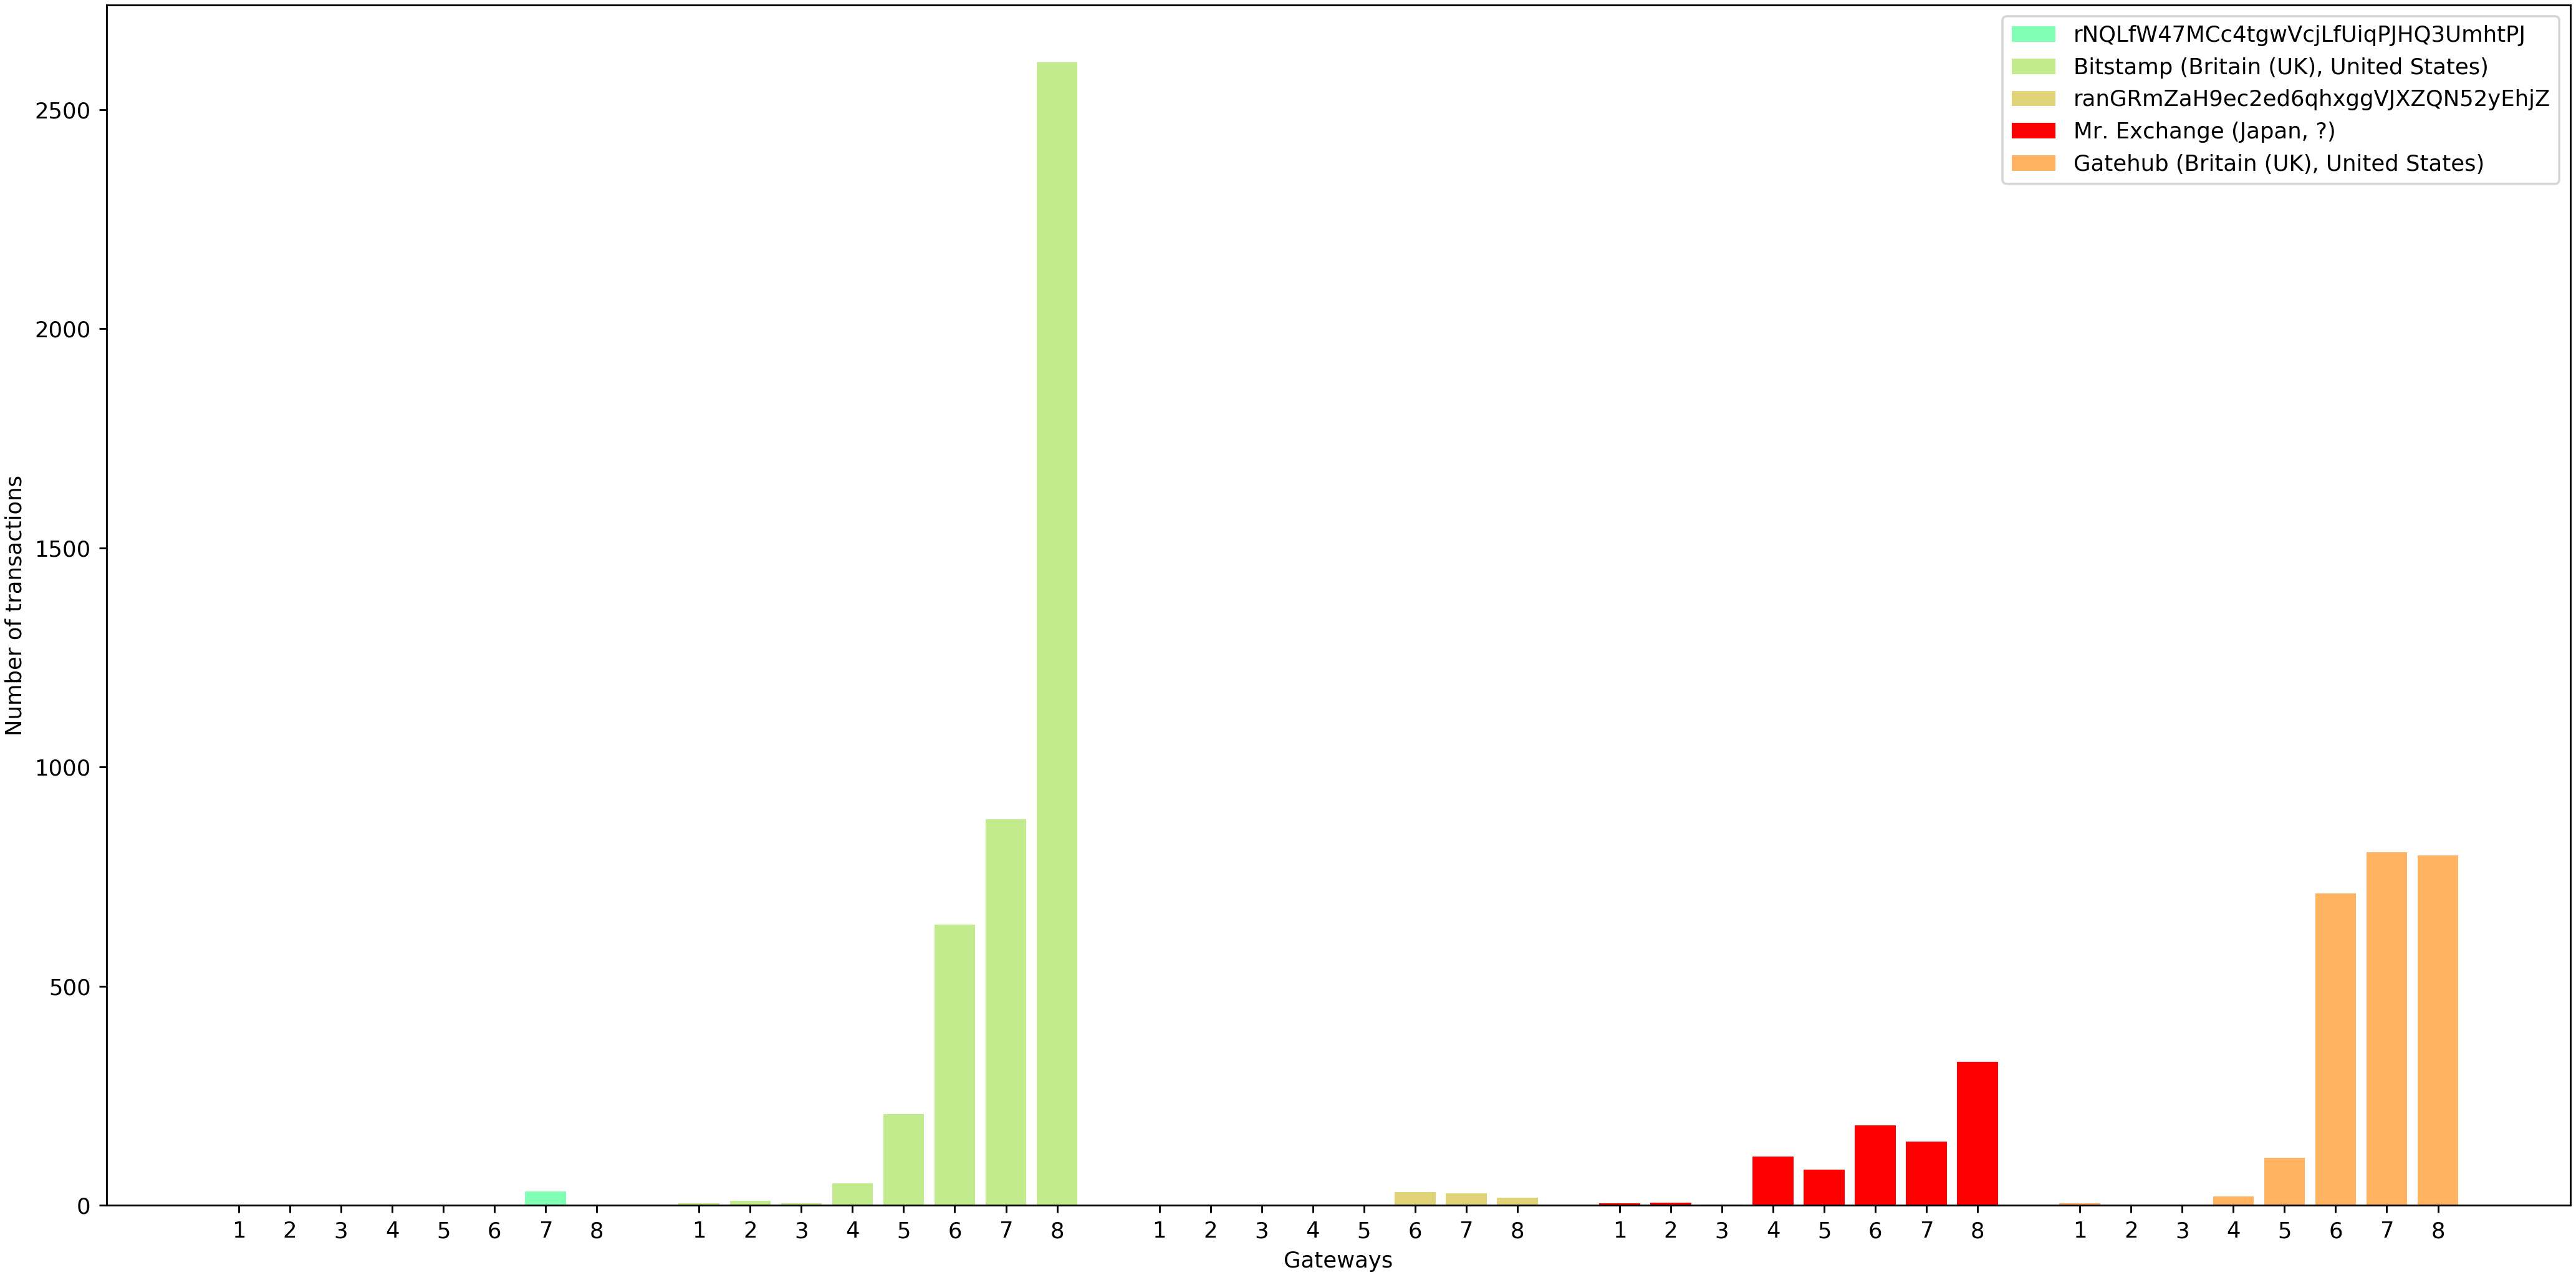 rNQLfW47MCc4tgwVcjLfUiqPJHQ3UmhtPJ
Bitstamp (Britain (UK), United States)
ranGRmZaH9ec2ed6qhxggVJXZQN52yEhjZ
Mr. Exchange (Japan, ?)
Gatehub (Britain (UK), United States)
Number of transactions
2500
2000
1500
1000
500
0
1 2 3 4 5 6 7 8 1 2 3 4 5 6 7 8 1 2 3 4 5 6 7 8 1 2 3 4 5 6 7 8 1 2 3 4 5 6 7 8
Gateways